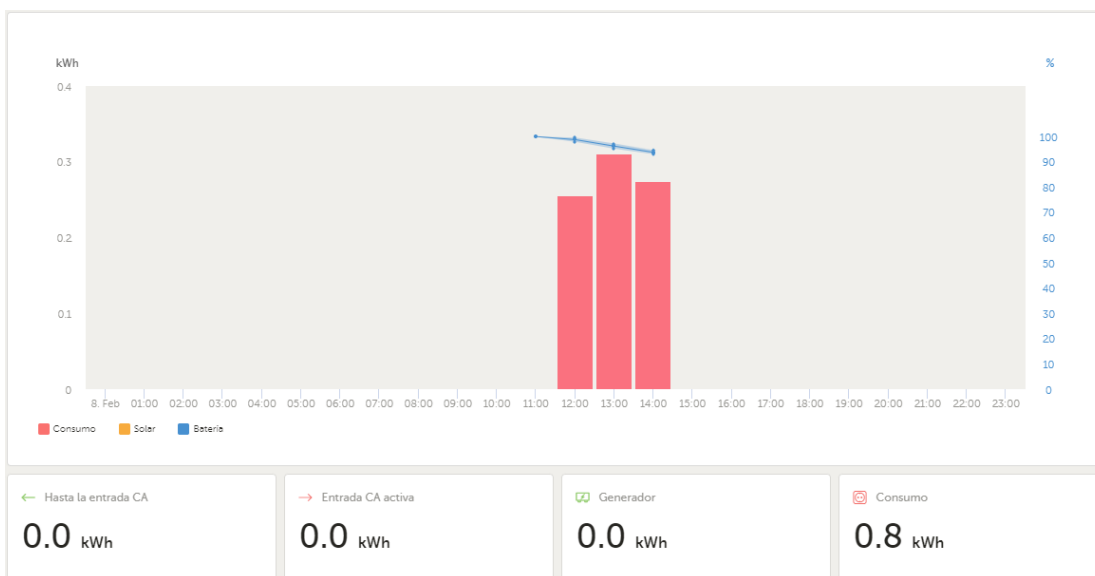 kWh %
0.4
100
0.3 90
80
70
0.2 60
50
40
0.1 30
20
10
0 0
8. Feb 01:00 02:00 03:00 04:00 05:00 06:00 07:00 08:00 09:00 10:00 11:00 12:00 13:00 14:00 15:00 16:00 17:00 18:00 19:00 20:00 21:00 22:00 23:00
Consumo Solar Batería
Hasta la entrada CA Entrada CA activa Generador Consumo
0.0 kWh 0.0 kWh 0.0 kWh 0.8 kWh